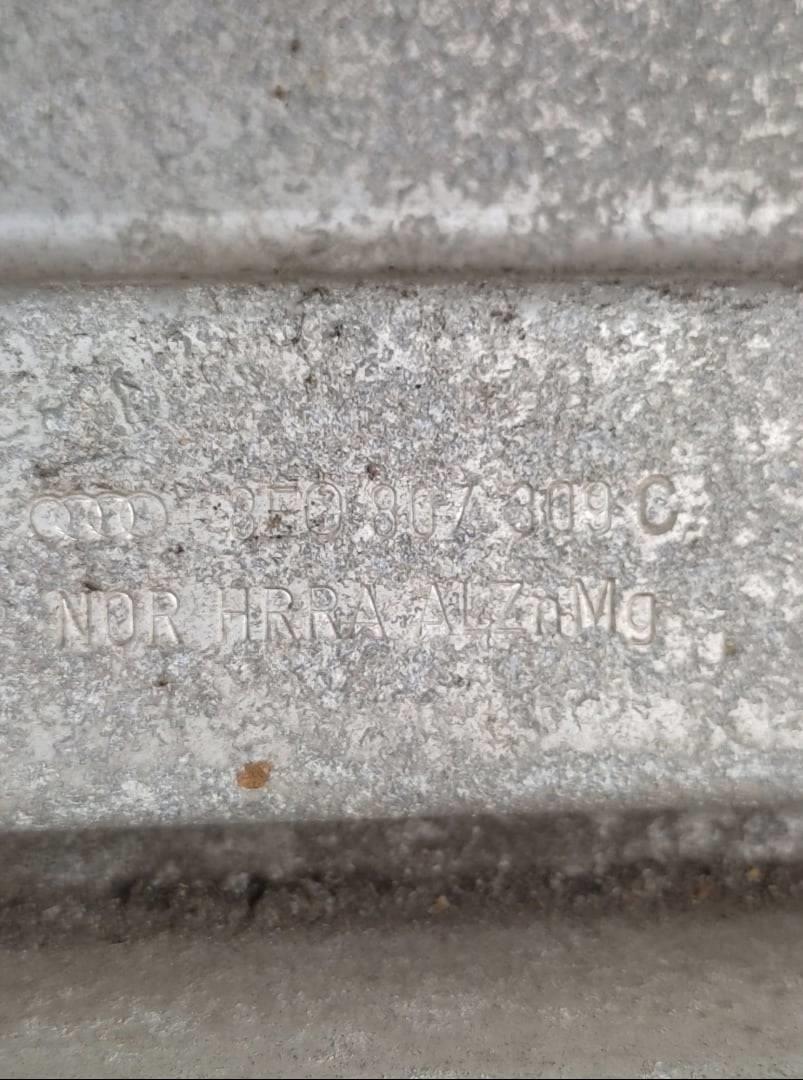 8E0 807 309 C
NOR HRRA ALZnMg